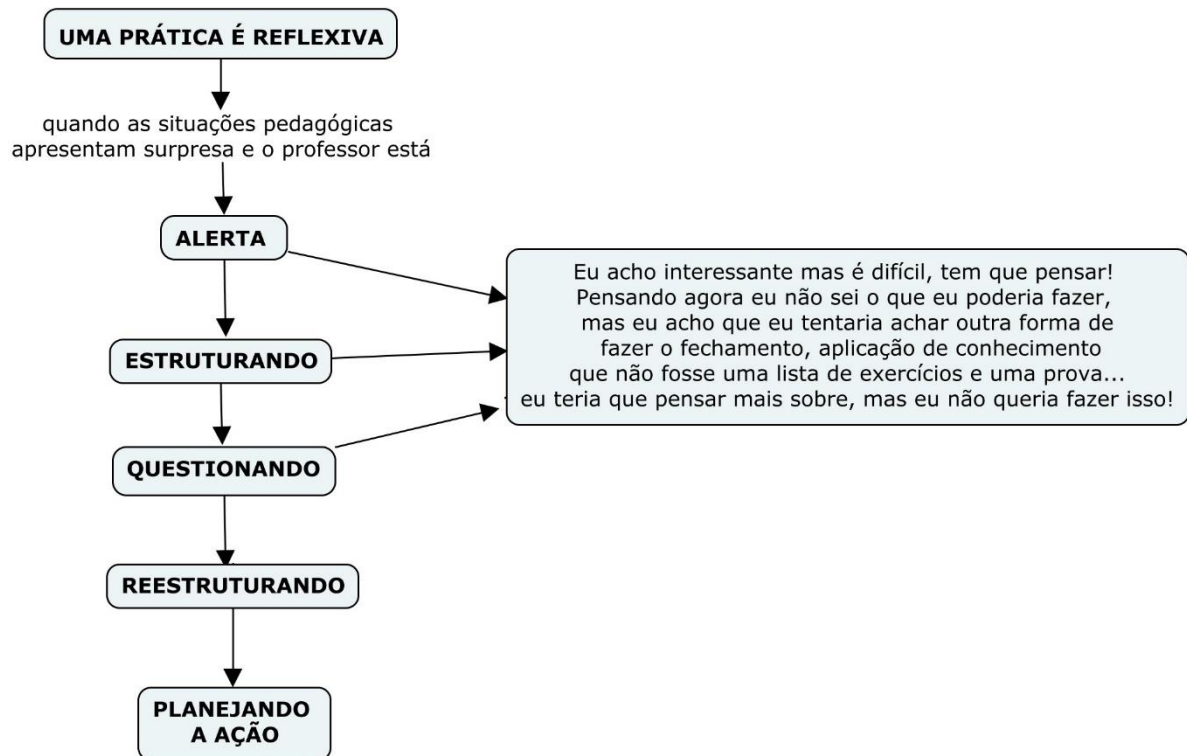 UMA PRÁTICA É REFLEXIVA
quando as situações pedagógicas
apresentam surpresa e o professor está
ALERTA
Eu acho interessante mas é difícil, tem que pensar!
Pensando agora eu não sei o que eu poderia fazer,
mas eu acho que eu tentaria achar outra forma de
fazer o fechamento, aplicação de conhecimento
que não fosse uma lista de exercícios e uma prova...
eu teria que pensar mais sobre, mas eu não queria fazer isso!
ESTRUTURANDO
QUESTIONANDO
REESTRUTURANDO
PLANEJANDO
A AÇÃO